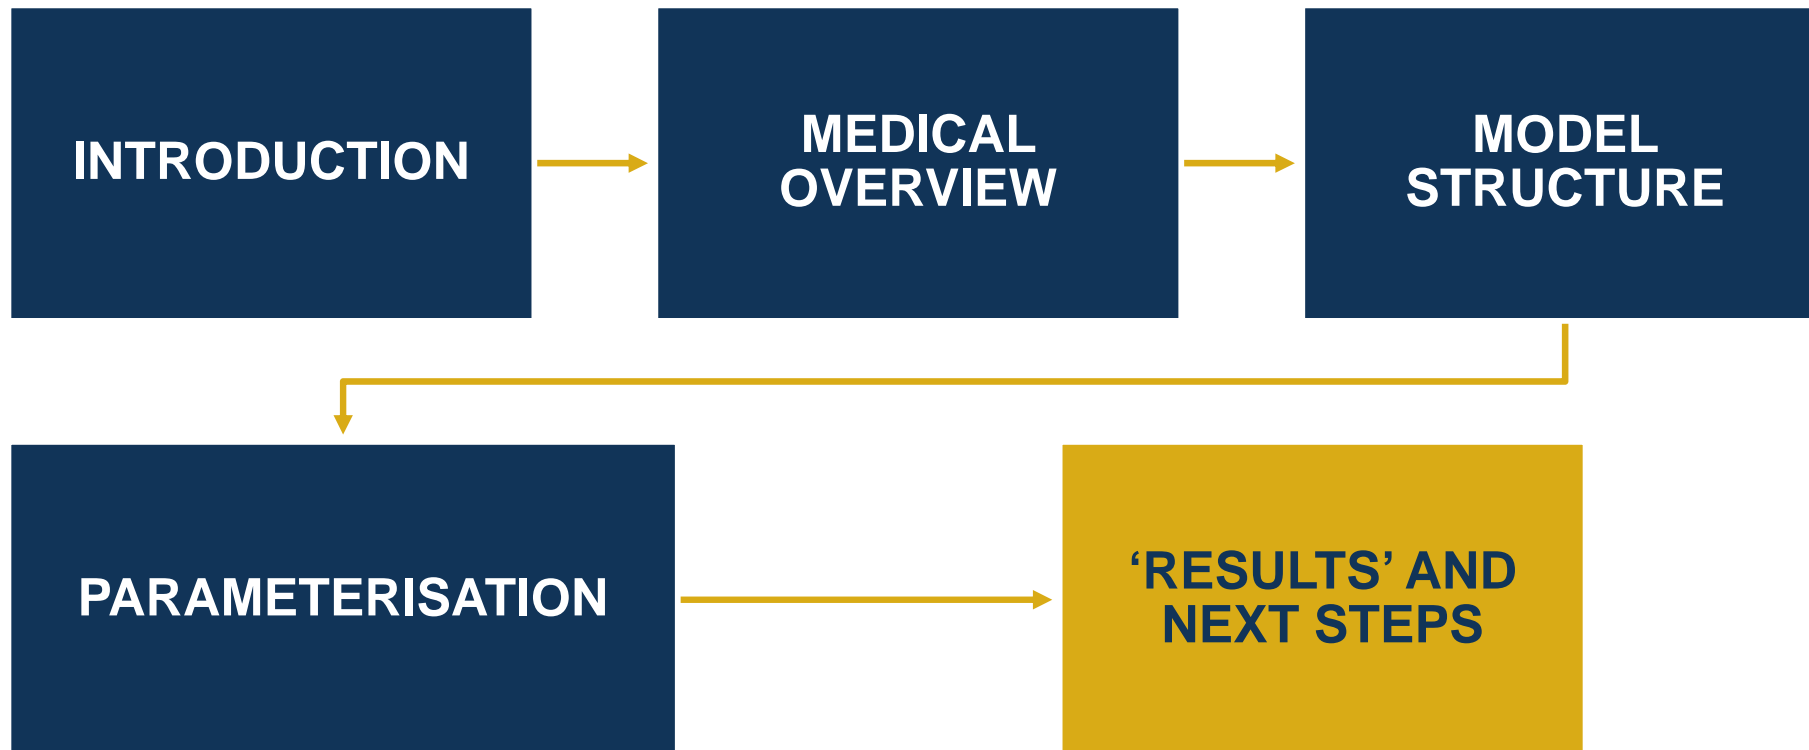 INTRODUCTION
MEDICAL
OVERVIEW
MODEL
STRUCTURE
PARAMETERISATION
‘RESULTS’ AND
NEXT STEPS